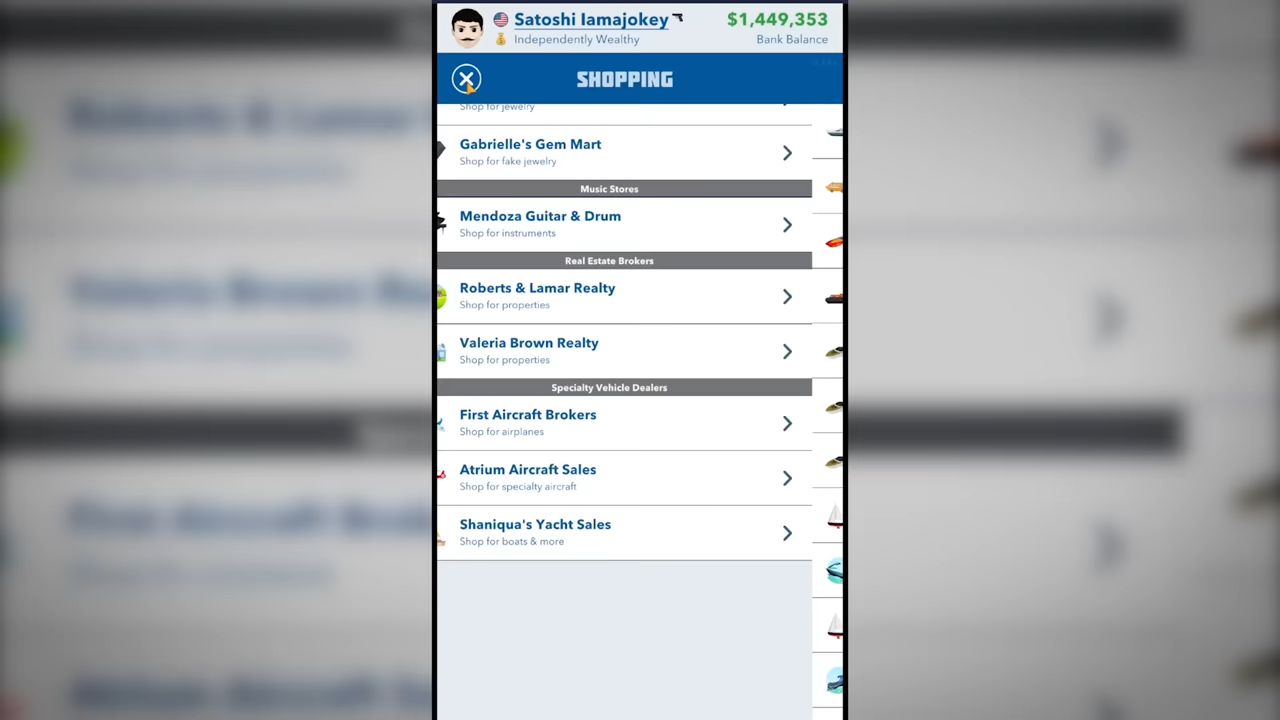 Satoshi Iamajokey
$1,449,353
Independently Wealthy
Bank Balance
SHOPPING
Shop for jewelry
Gabrielle's Gem Mart
Shop for fake jewelry
Music Stores
Mendoza Guitar & Drum
Shop for instruments
Real Estate Brokers
Roberts & Lamar Realty
Shop for properties
Valeria Brown Realty
Shop for properties
Specialty Vehicle Dealers
First Aircraft Brokers
Shop for airplanes
Atrium Aircraft Sales
Shop for specialty aircraft
Shaniqua's Yacht Sales
Shop for boats & more